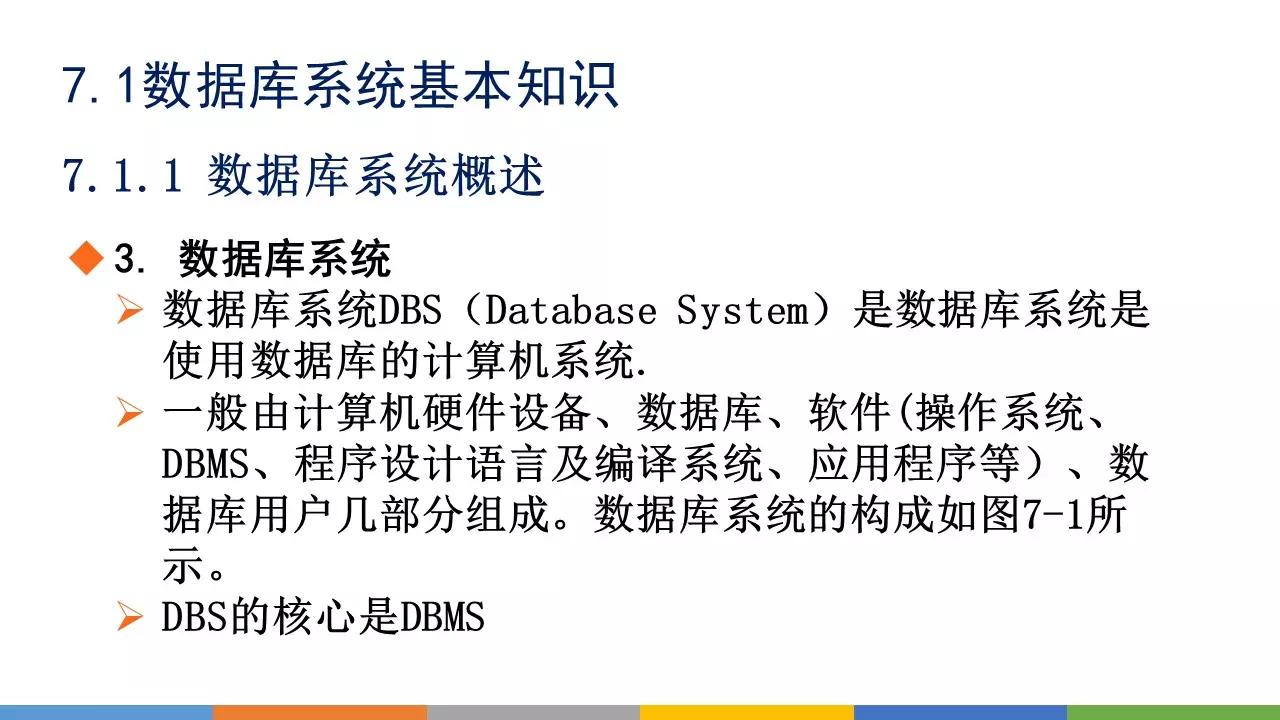 7.1数据库系统基本知识
7.1.1 数据库系统概述
3. 数据库系统
数据库系统DBS（Database System）是数据库系统是
使用数据库的计算机系统.
一般由计算机硬件设备、数据库、软件(操作系统、
DBMS、程序设计语言及编译系统、应用程序等）、数
据库用户几部分组成。数据库系统的构成如图7-1所
示。
DBS的核心是DBMS